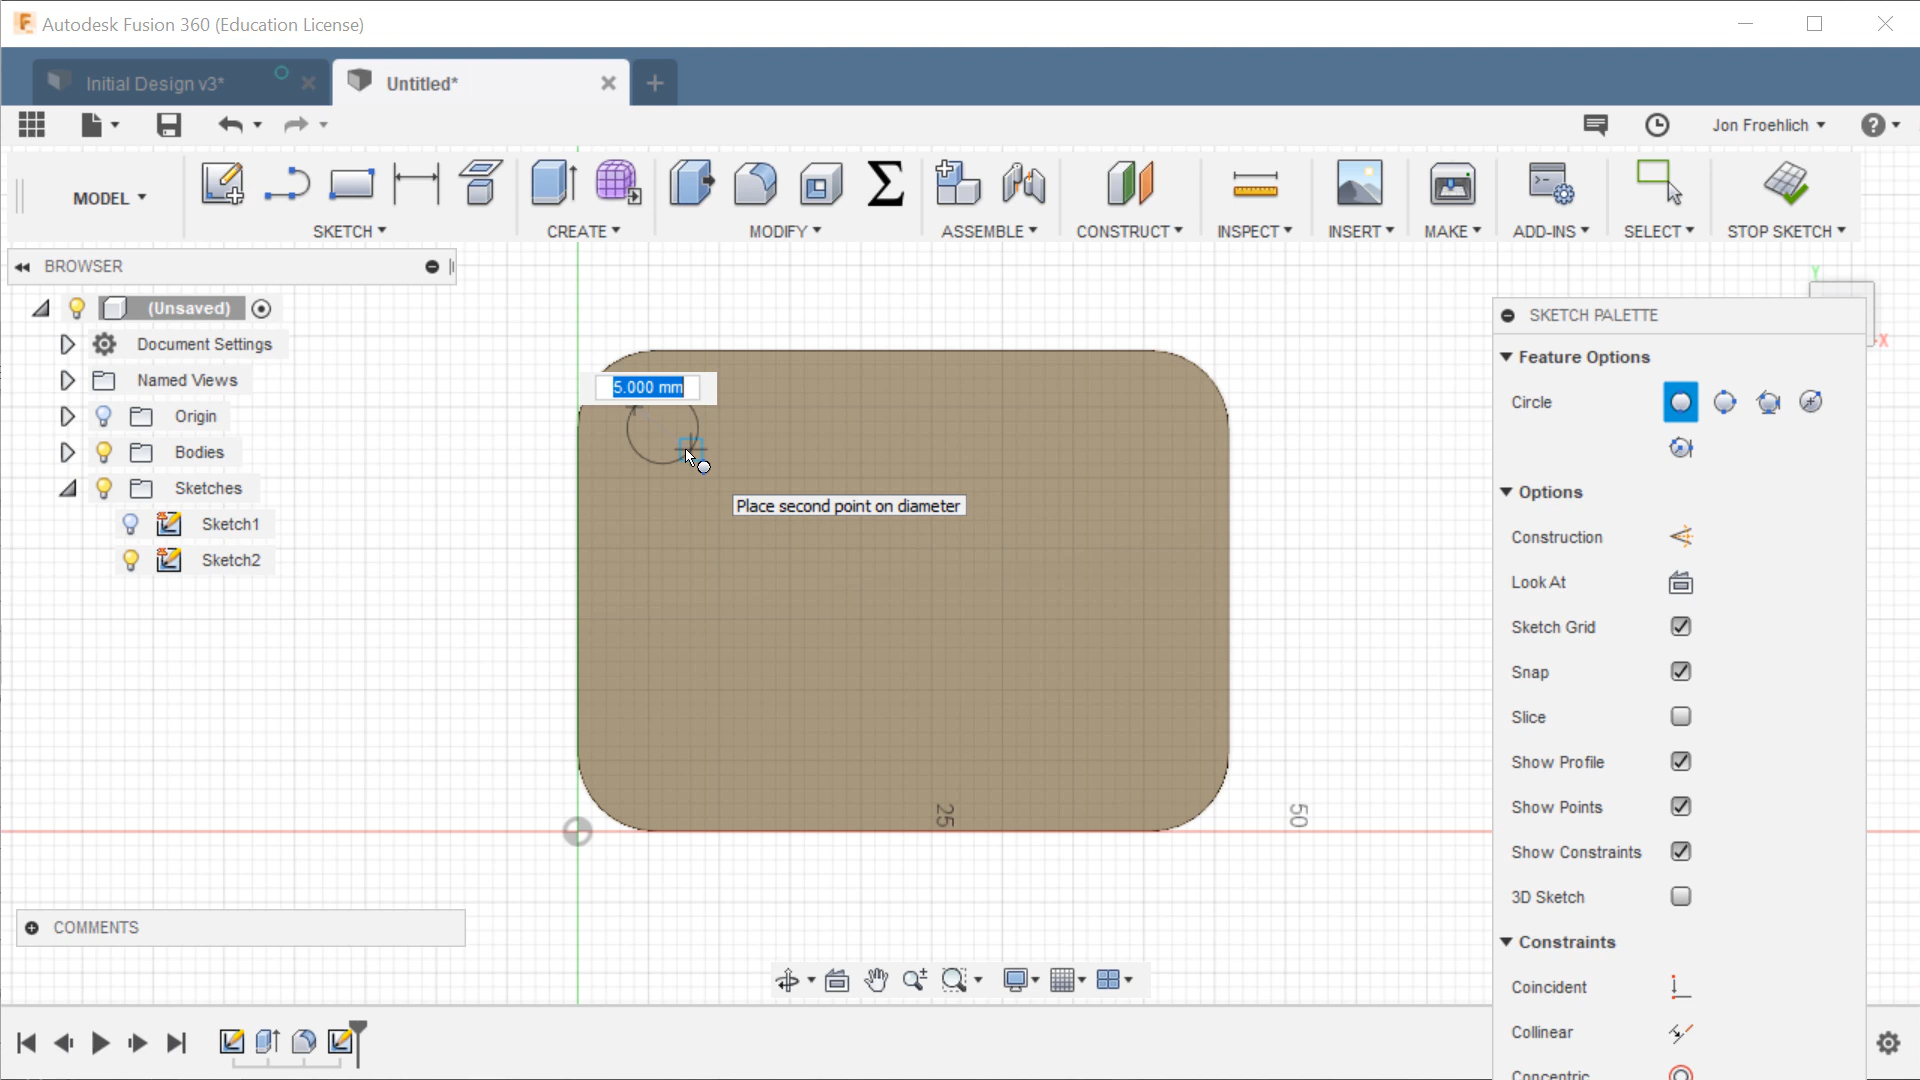 Autodesk Fusion 360 (Education License)
Initial Design v3*
Untitled*
Jon Froehlich
MODEL
SKETCH
CREATE
MODIFY
ASSEMBLE
CONSTRUCT
INSPECT
INSERT
MAKE
ADD-INS
SELECT
STOP SKETCH
BROWSER
(Unsaved)
Document Settings
Named Views
Origin
Bodies
Sketches
Sketch1
Sketch2
5.000 mm
Place second point on diameter
25
50
Y
X
SKETCH PALETTE
Feature Options
Circle
Options
Construction
Look At
Sketch Grid
Snap
Slice
Show Profile
Show Points
Show Constraints
3D Sketch
Constraints
Coincident
Collinear
Concentric
COMMENTS